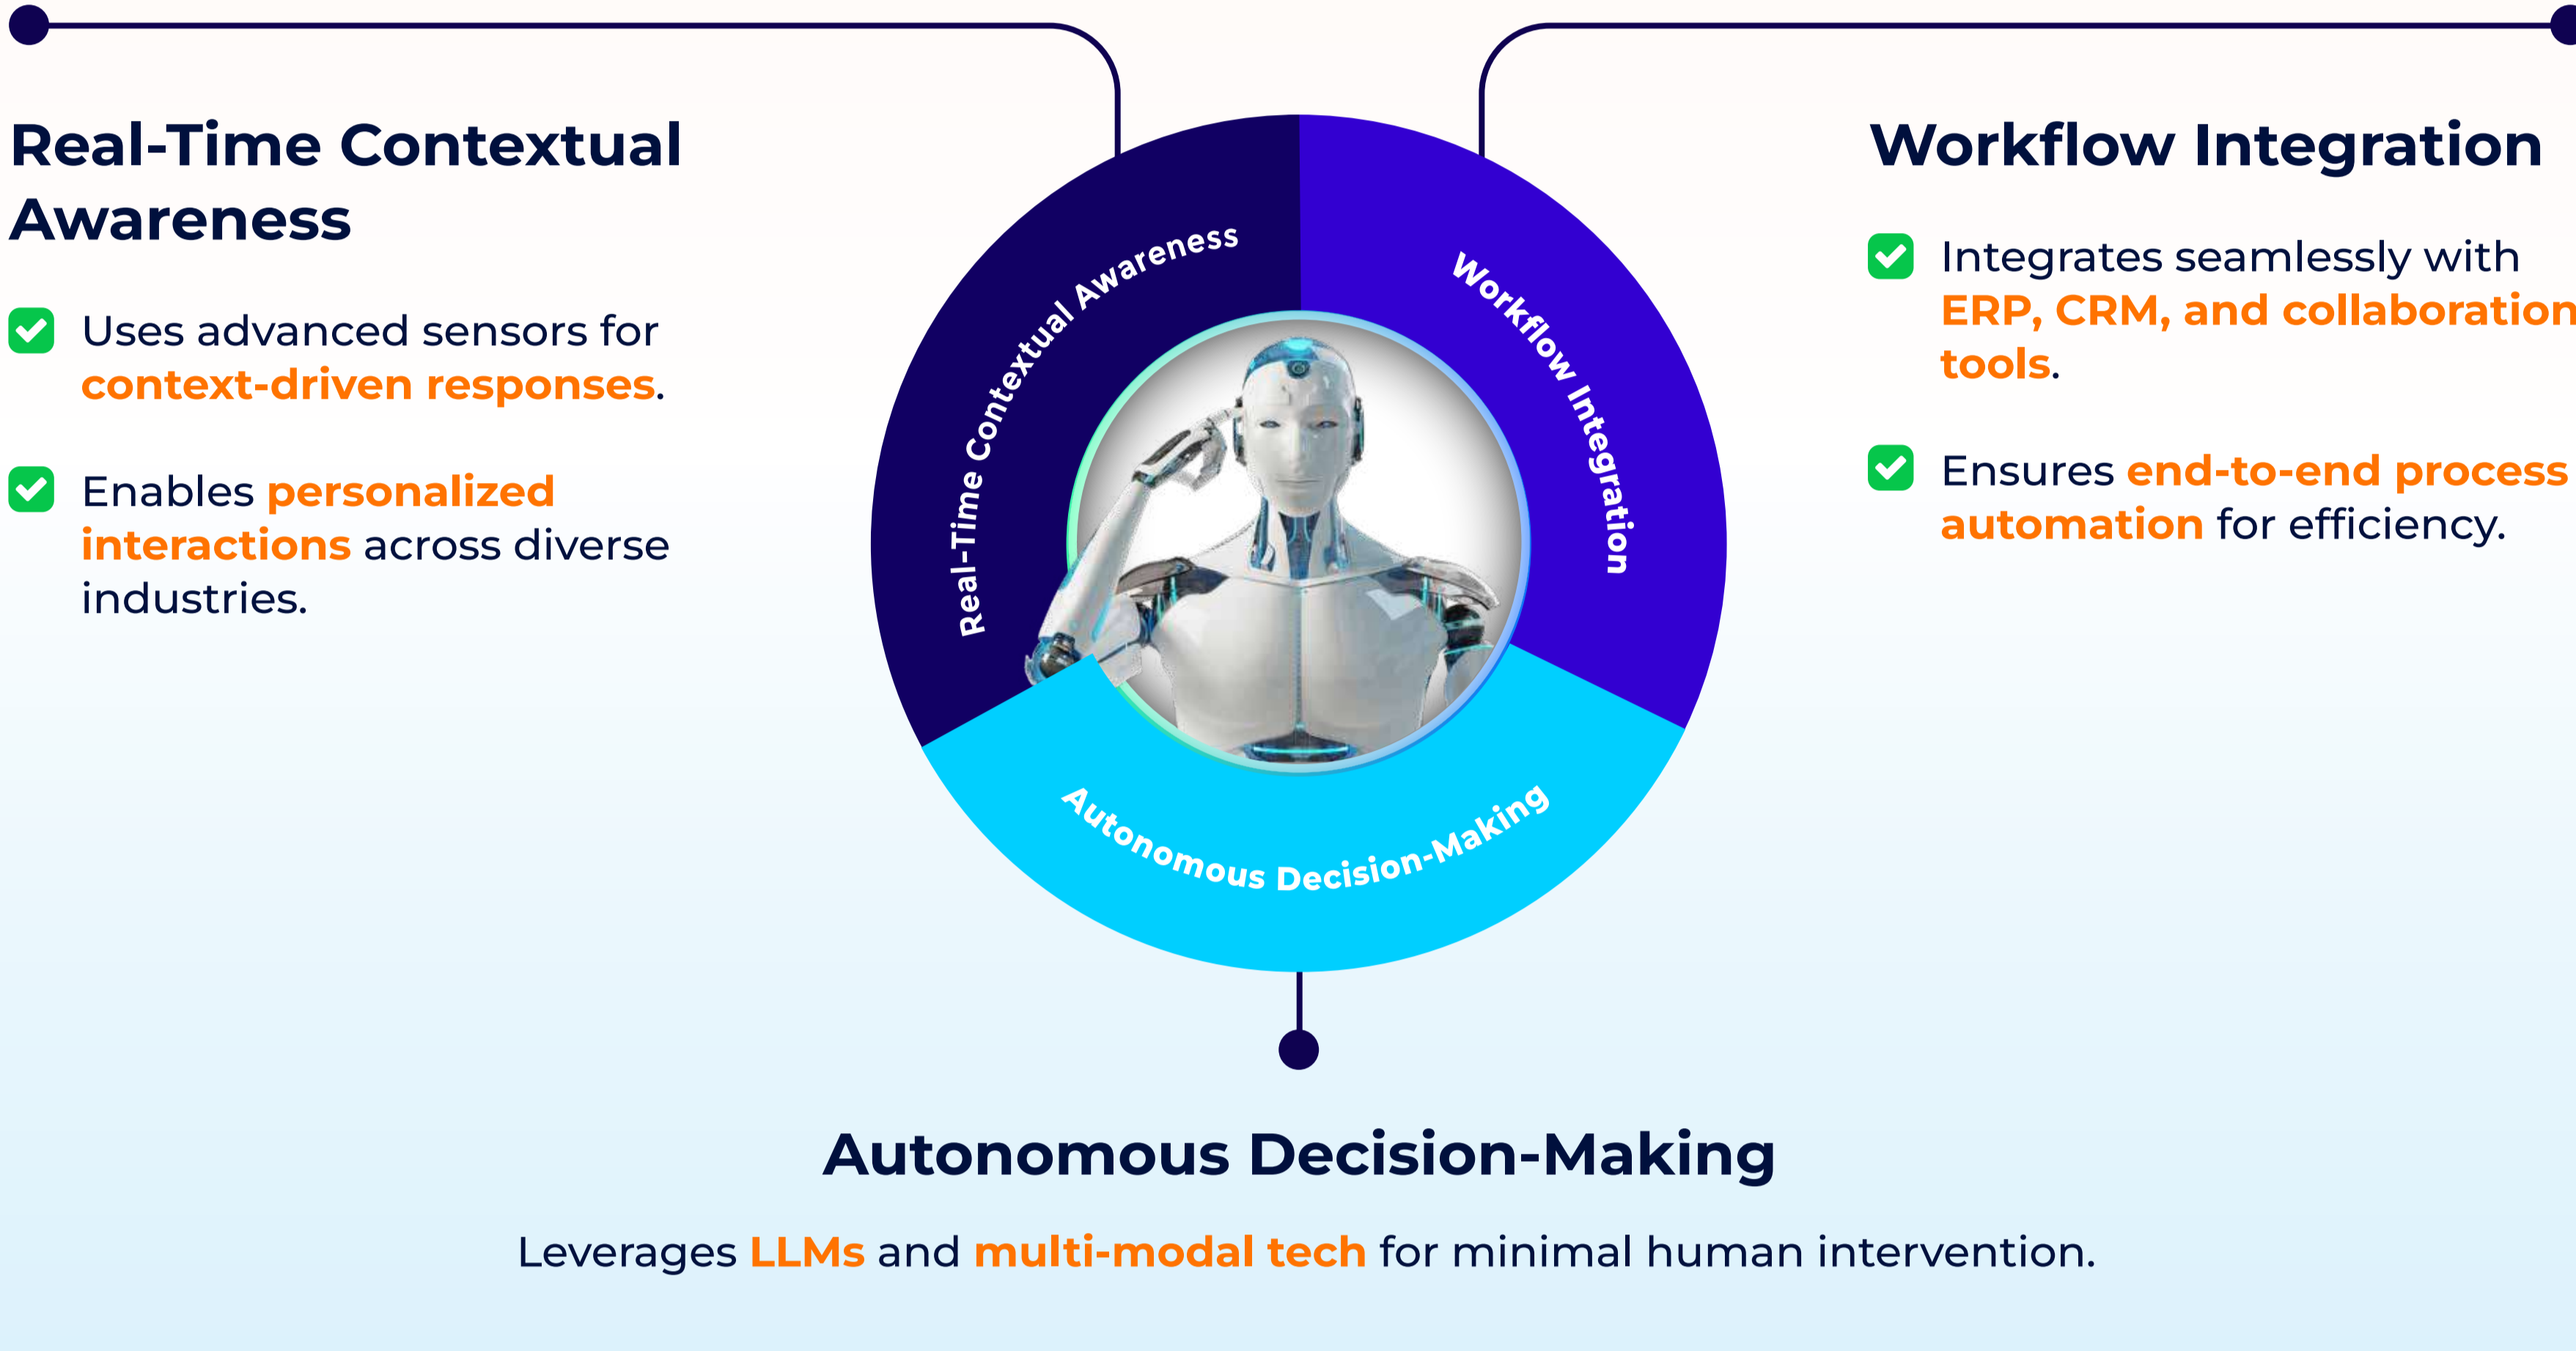 Real-Time Contextual
Awareness
Uses advanced sensors for
context-driven responses.
Enables personalized
interactions across diverse
industries.
Real-Time Contextual Awareness
Workflow Integration
Autonomous Decision-Making
Workflow Integration
Integrates seamlessly with
ERP, CRM, and collaboration
tools.
Ensures end-to-end process
automation for efficiency.
Autonomous Decision-Making
Leverages LLMs and multi-modal tech for minimal human intervention.